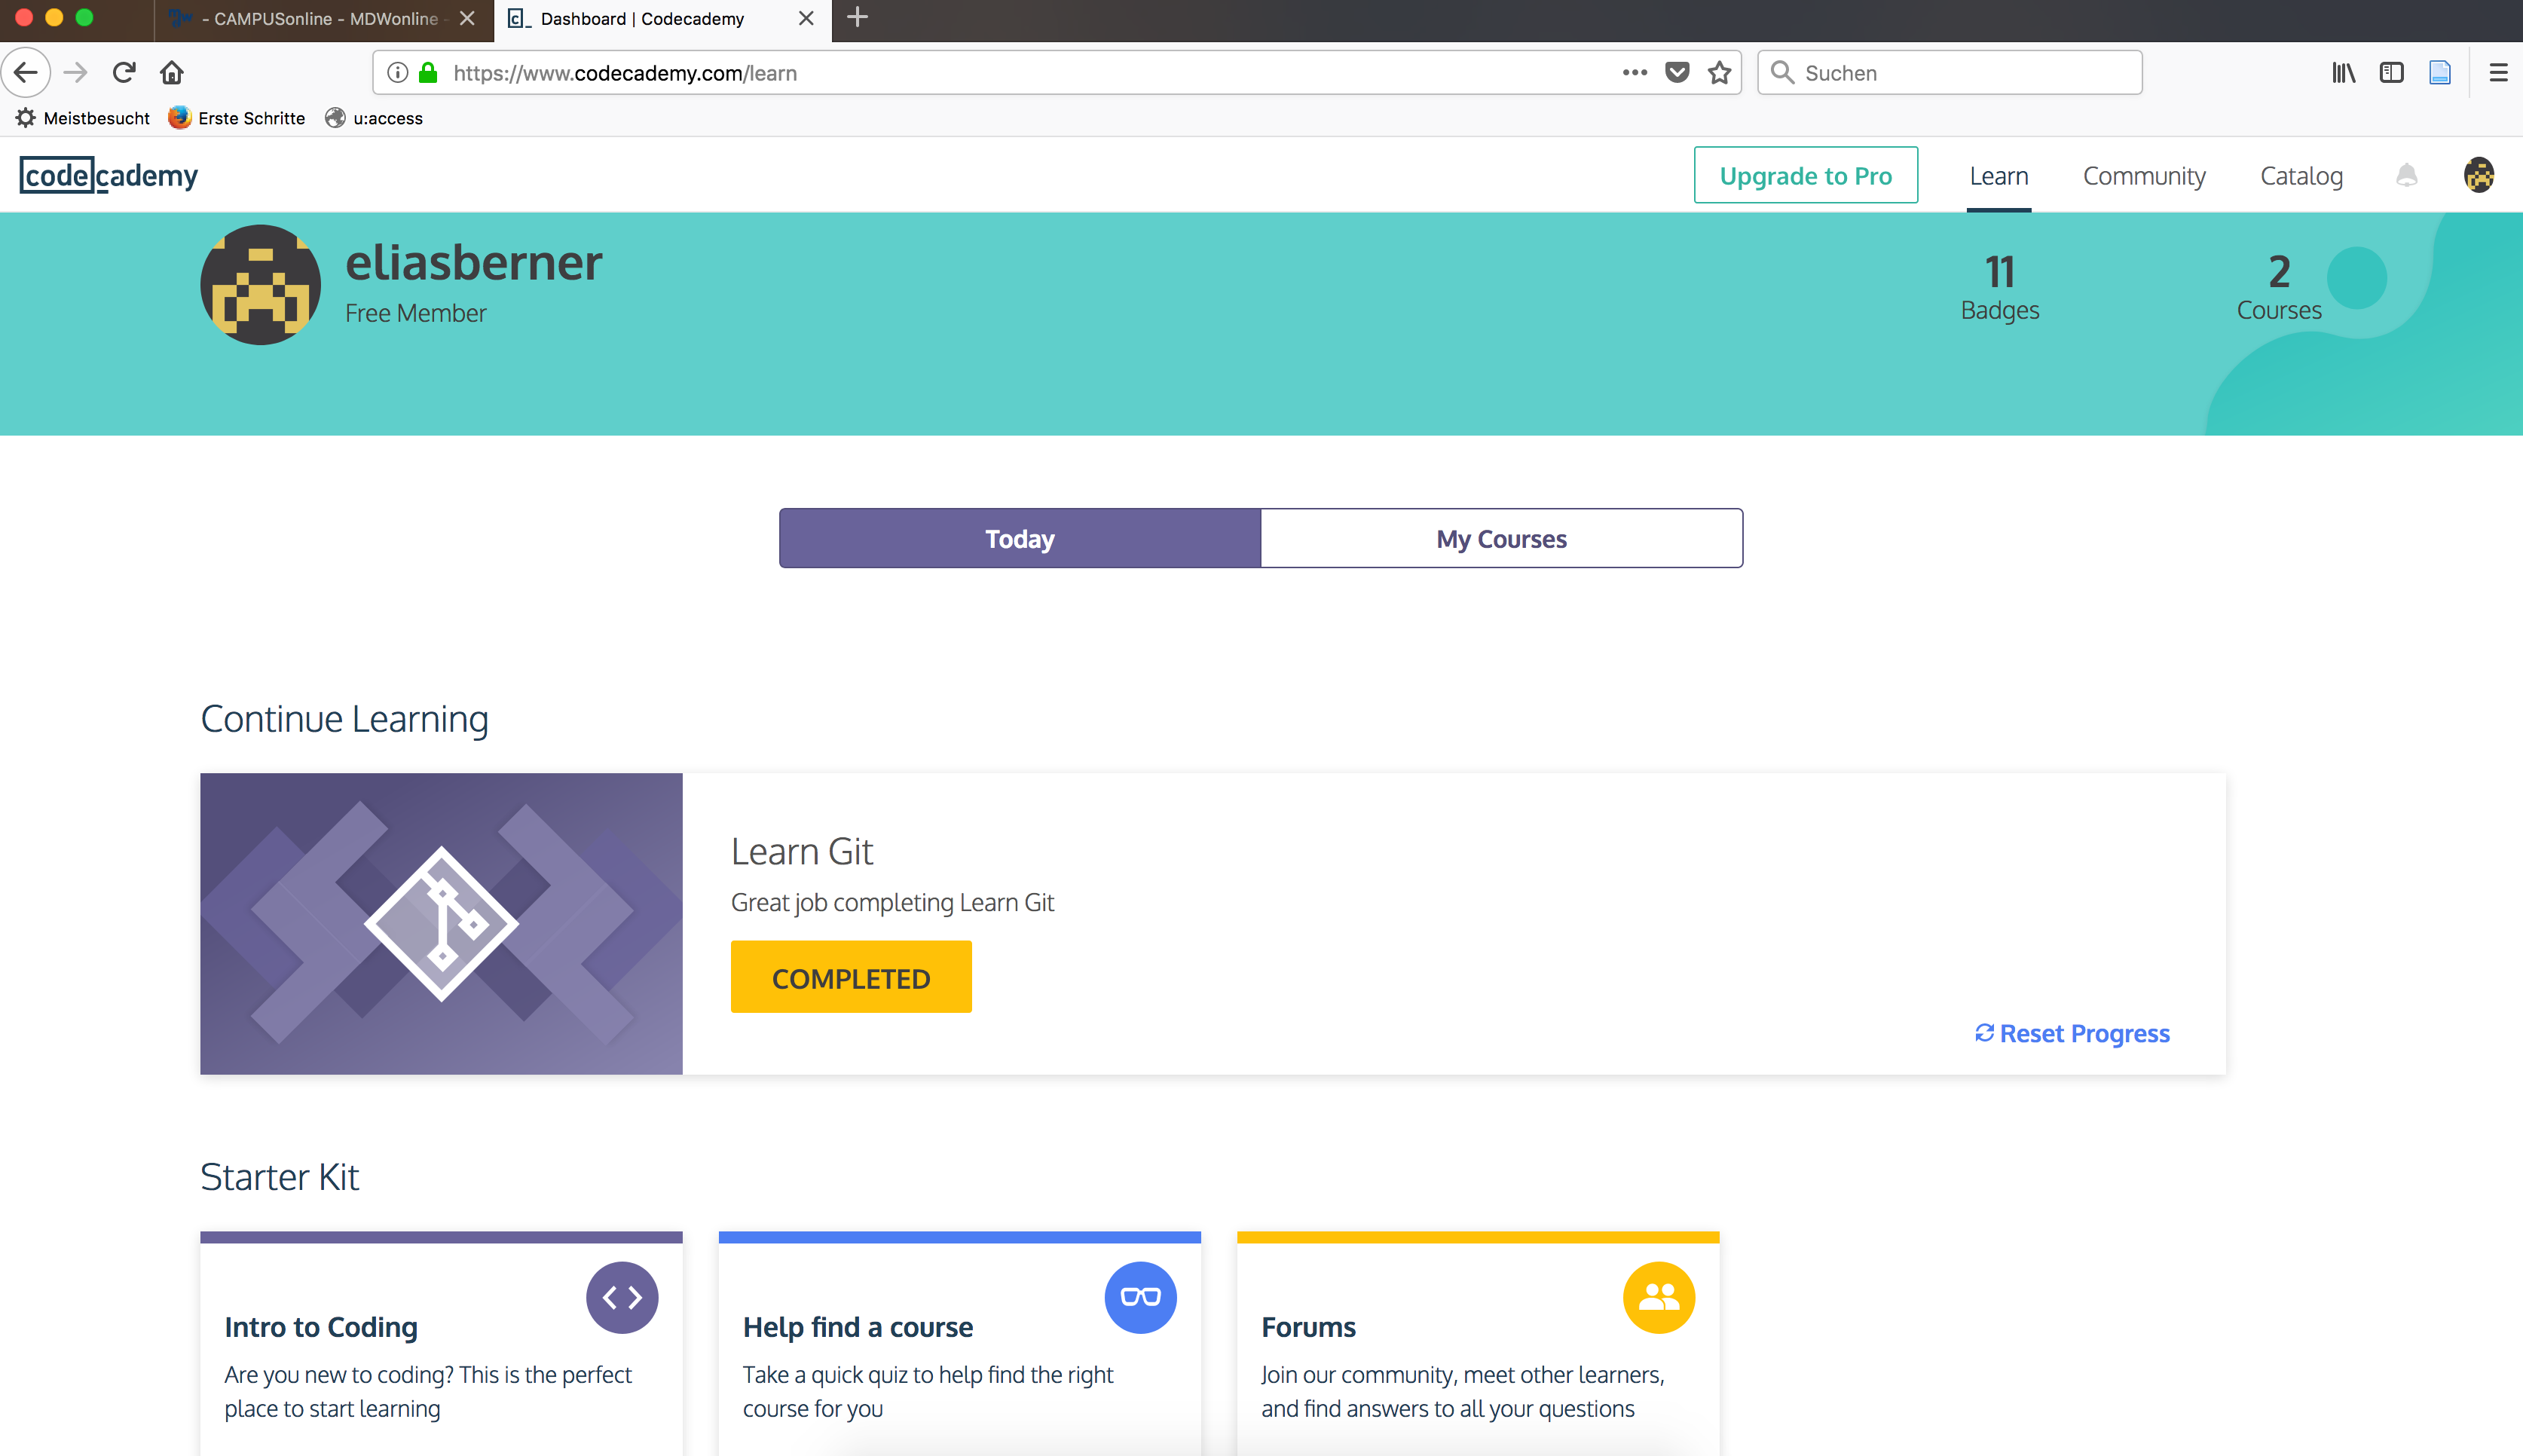 - CAMPUSonline - MDWonline -
Dashboard | Codecademy
https://www.codecademy.com/learn
Suchen
Meistbesucht
Erste Schritte
u:access
codecademy
Upgrade to Pro
Learn
Community
Catalog
eliasberner
Free Member
11
Badges
2
Courses
Today
My Courses
Continue Learning
Learn Git
Great job completing Learn Git
COMPLETED
Reset Progress
Starter Kit
Intro to Coding
Are you new to coding? This is the perfect
place to start learning
Help find a course
Take a quick quiz to help find the right
course for you
Forums
Join our community, meet other learners,
and find answers to all your questions